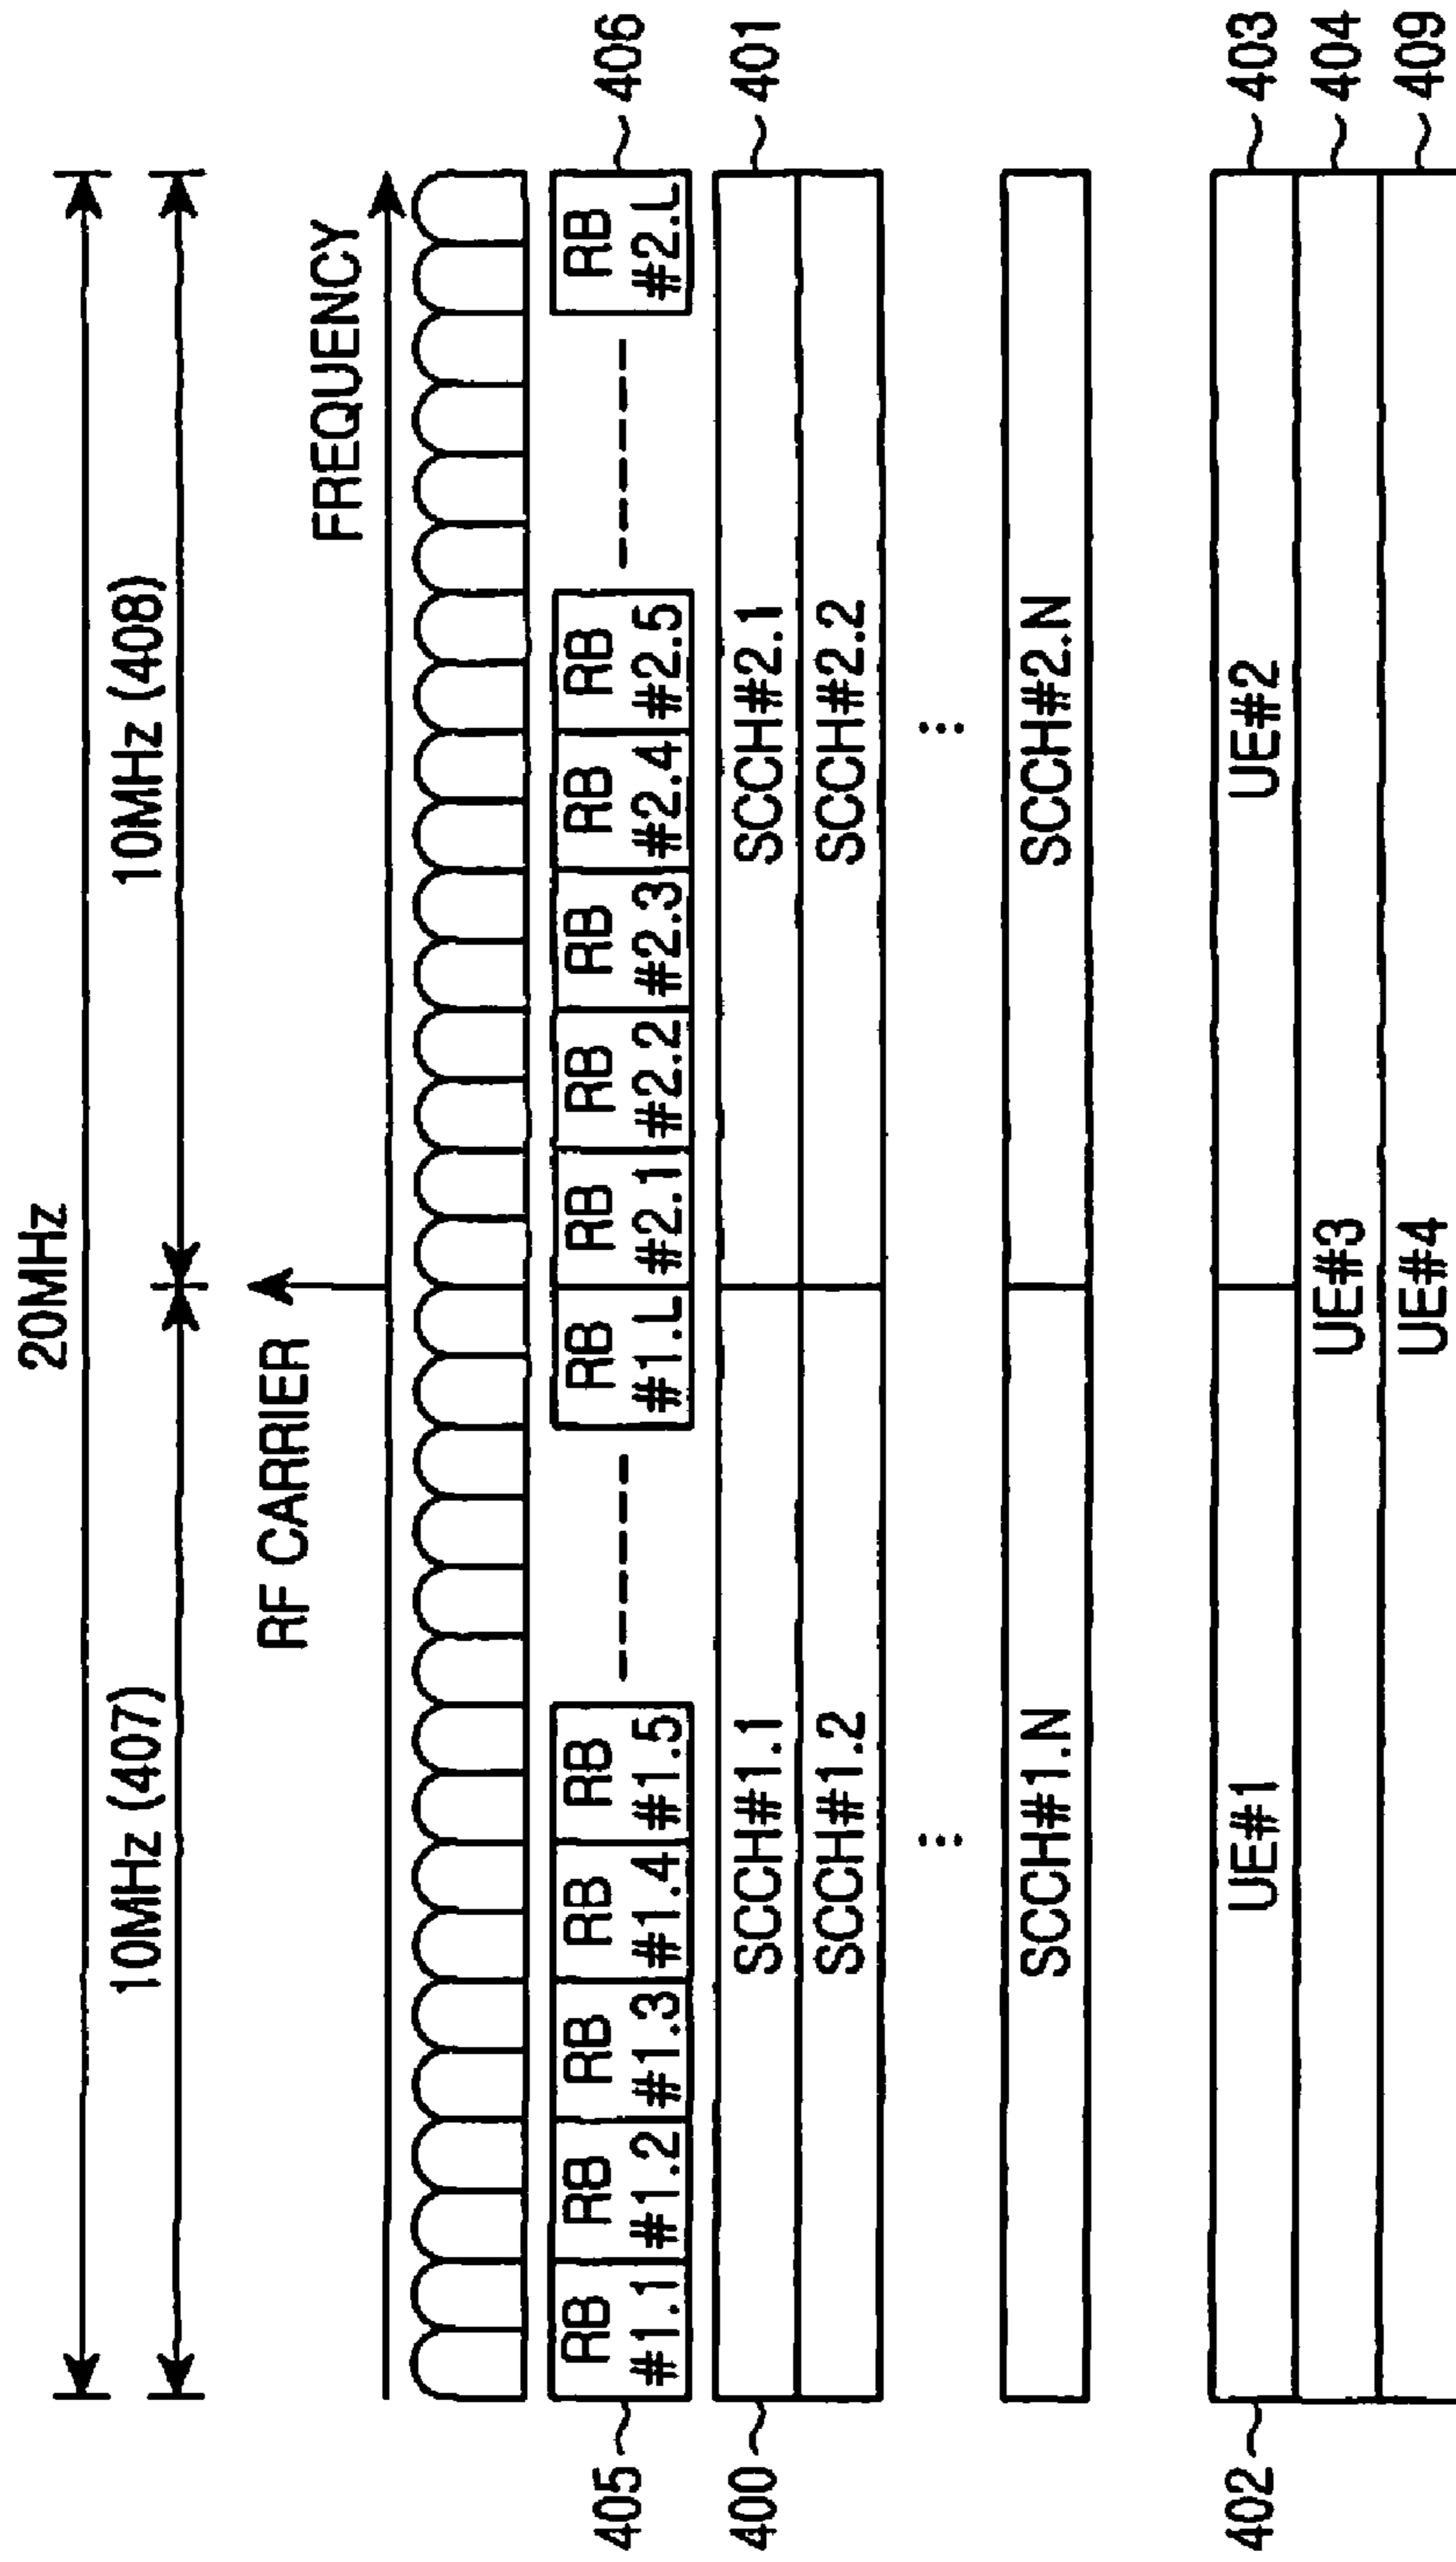 20MHz
10MHz (407)
10MHz (408)
RF CARRIER
FREQUENCY
405
RB #1.1
RB #1.2
RB #1.3
RB #1.4
RB #1.5
------
RB #1.L
RB #2.1
RB #2.2
RB #2.3
RB #2.4
RB #2.5
------
RB #2.L
406
400
SCCH#1.1
SCCH#2.1
401
SCCH#1.2
SCCH#2.2
...
...
SCCH#1.N
SCCH#2.N
402
UE#1
UE#2
403
UE#3
404
UE#4
409